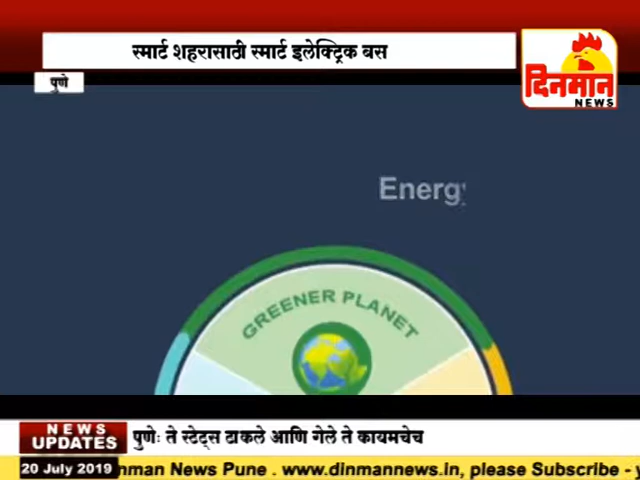 स्मार्ट शहरासाठी स्मार्ट इलेक्ट्रिक बस
पुणे
दिनमान
NEWS
Energy
GREENER PLANET
NEWS
UPDATES
पुणेः ते स्टेट्स टाकले आणि गेले ते कायमचेच
20 July 2019
nman News Pune . www.dinmannews.in, please Subscribe - y